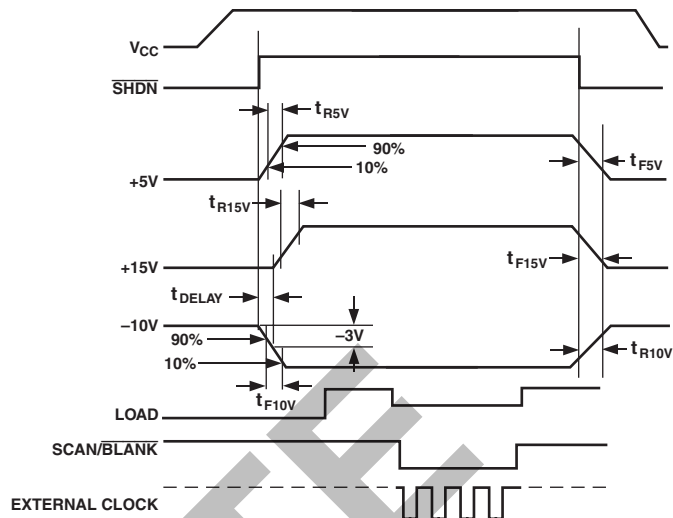 VCC
SHDN
tR5V
90%
10%
+5V
tF5V
tR15V
+15V
tF15V
tDELAY
–10V
90%
–3V
10%
tR10V
tF10V
LOAD
SCAN/BLANK
EXTERNAL CLOCK